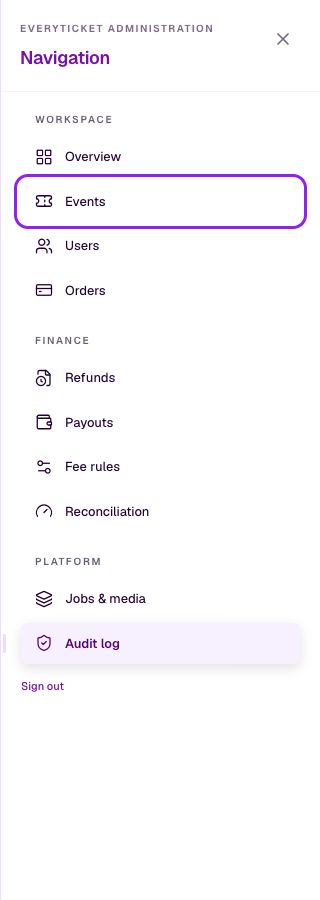 EVERYTICKET ADMINISTRATION
Navigation
WORKSPACE
Overview
Events
Users
Orders
FINANCE
Refunds
Payouts
Fee rules
Reconciliation
PLATFORM
Jobs & media
Audit log
Sign out